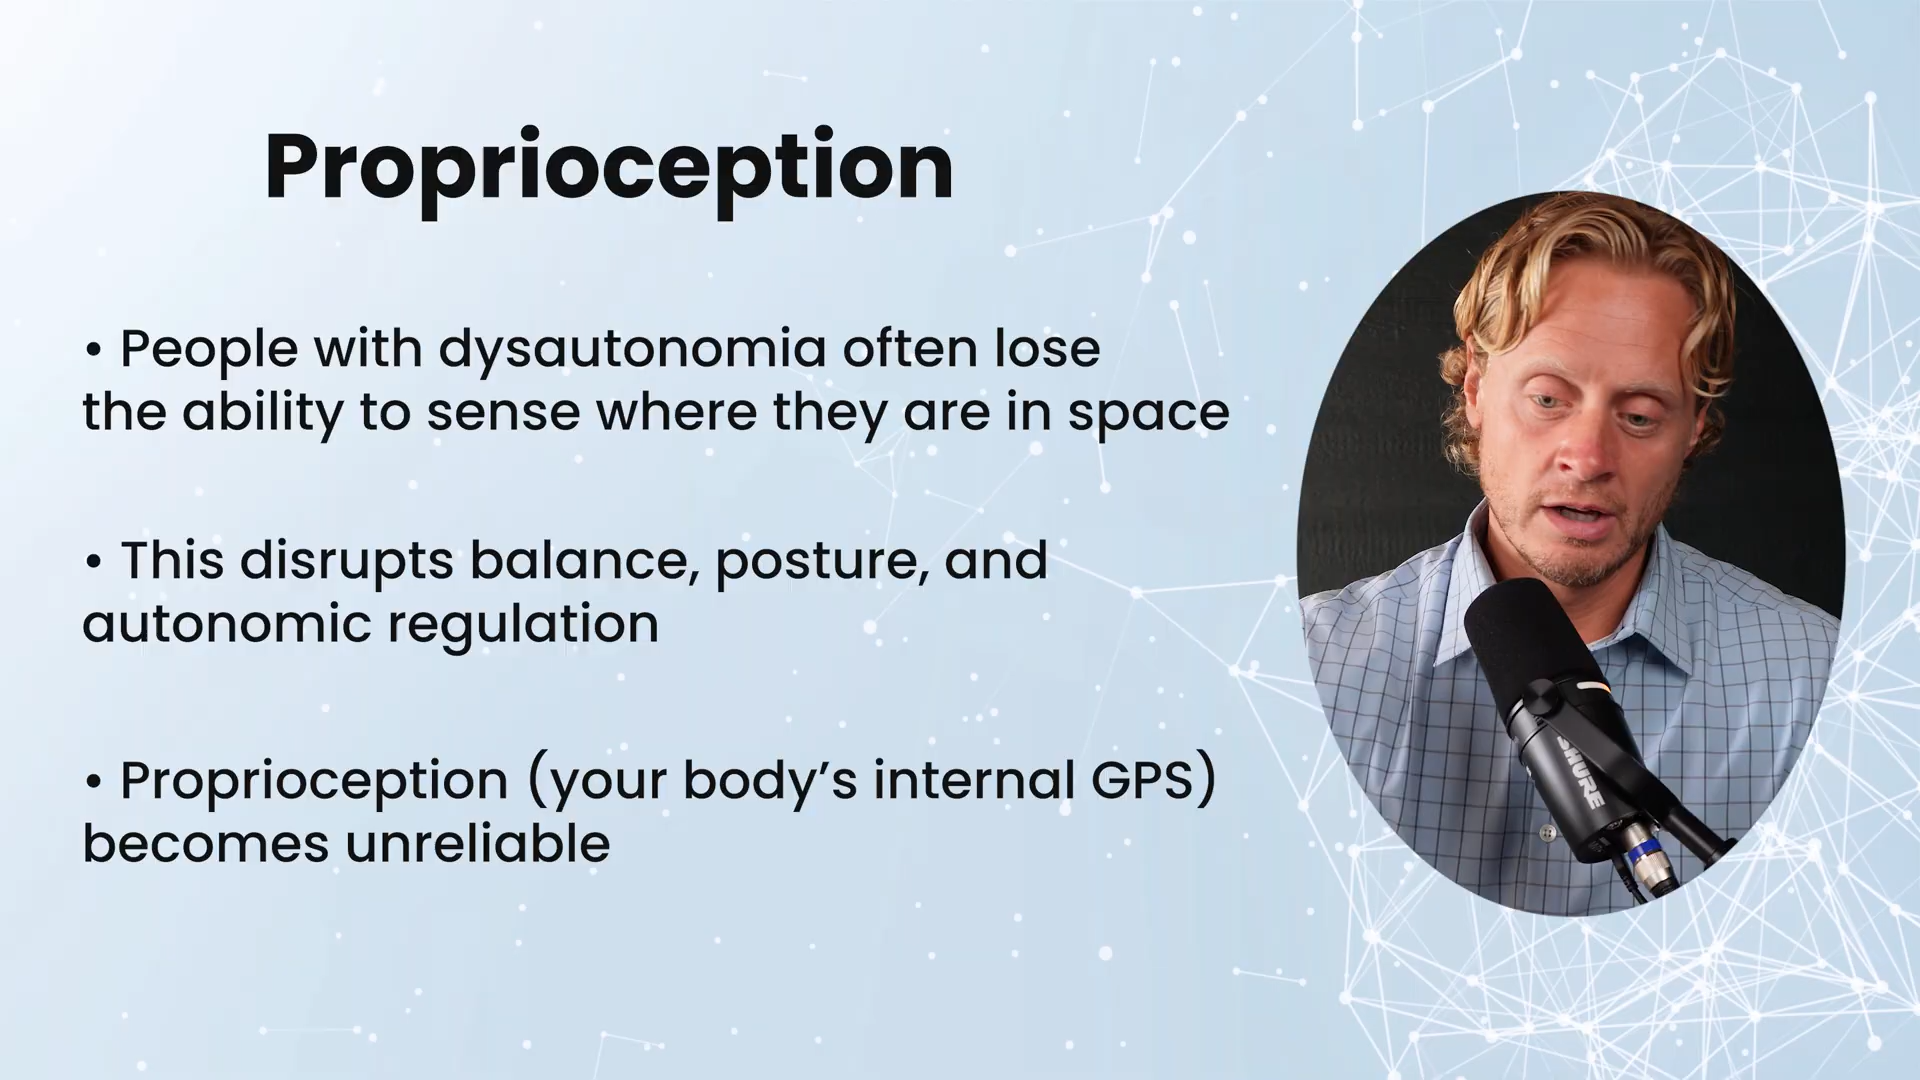 Proprioception
• People with dysautonomia often lose
the ability to sense where they are in space
• This disrupts balance, posture, and
autonomic regulation
• Proprioception (your body’s internal GPS)
becomes unreliable
SHURE